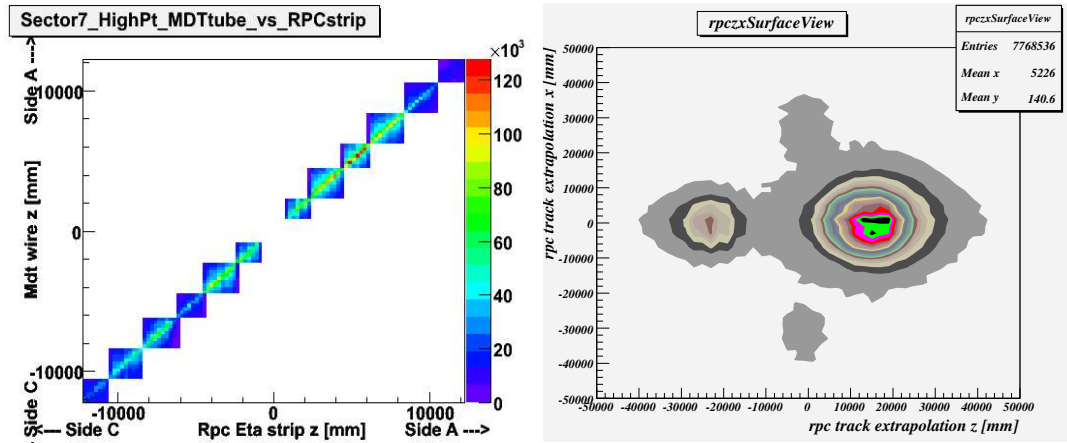 Sector7_HighPt_MDTtube_vs_RPCstrip
×10³
120
100
80
60
40
20
0
Side A --->
10000
0
-10000
Mdt wire z [mm]
<--- Side C
-10000
0
10000
<--- Side C
Rpc Eta strip z [mm]
Side A --->
rpczxSurfaceView
rpczxSurfaceView
Entries 7768536
Mean x 5226
Mean y 140.6
rpc track extrapolation x [mm]
50000
40000
30000
20000
10000
0
-10000
-20000
-30000
-40000
-50000
-50000 -40000 -30000 -20000 -10000 0 10000 20000 30000 40000 50000
rpc track extrapolation z [mm]